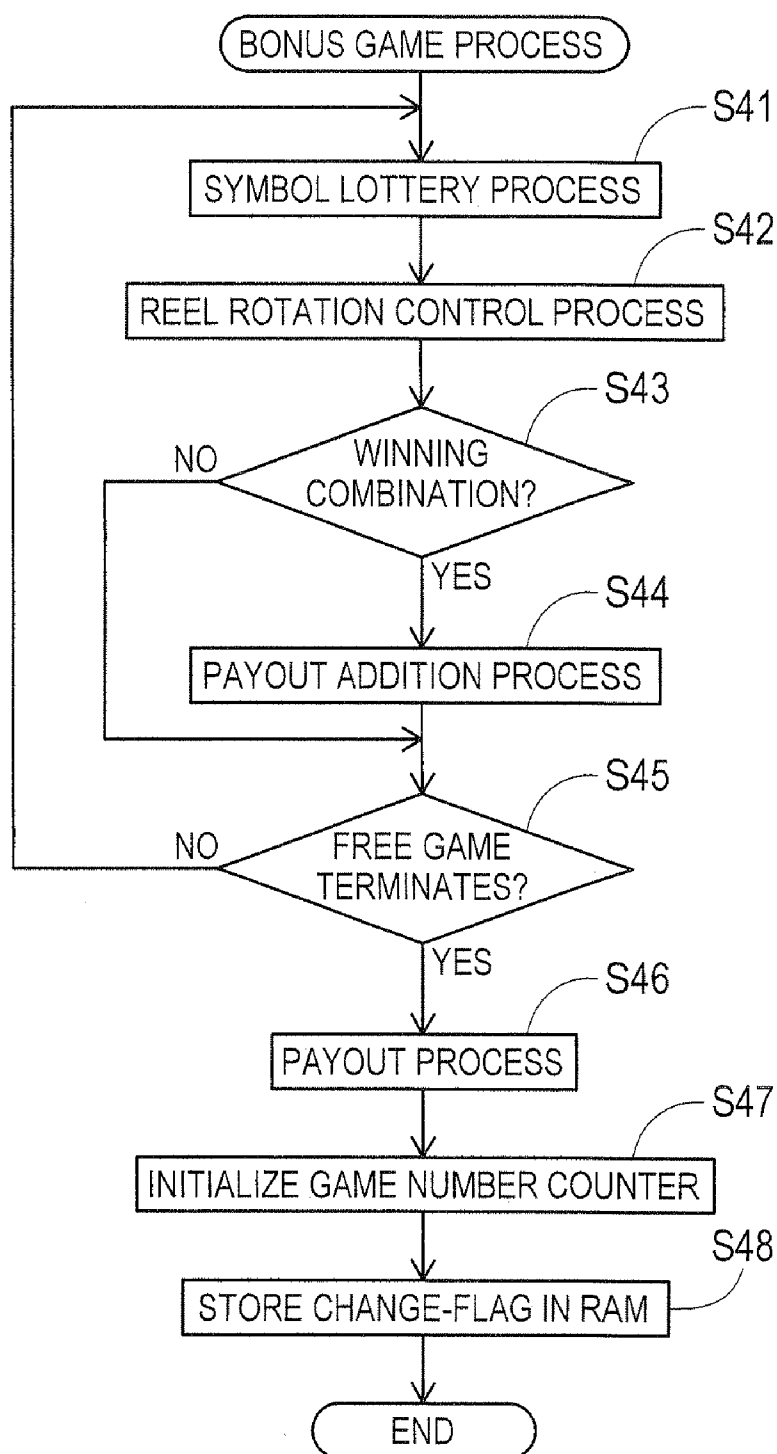 BONUS GAME PROCESS
S41
SYMBOL LOTTERY PROCESS
S42
REEL ROTATION CONTROL PROCESS
S43
NO
WINNING
COMBINATION?
YES
S44
PAYOUT ADDITION PROCESS
S45
NO
FREE GAME
TERMINATES?
YES
S46
PAYOUT PROCESS
S47
INITIALIZE GAME NUMBER COUNTER
S48
STORE CHANGE-FLAG IN RAM
END